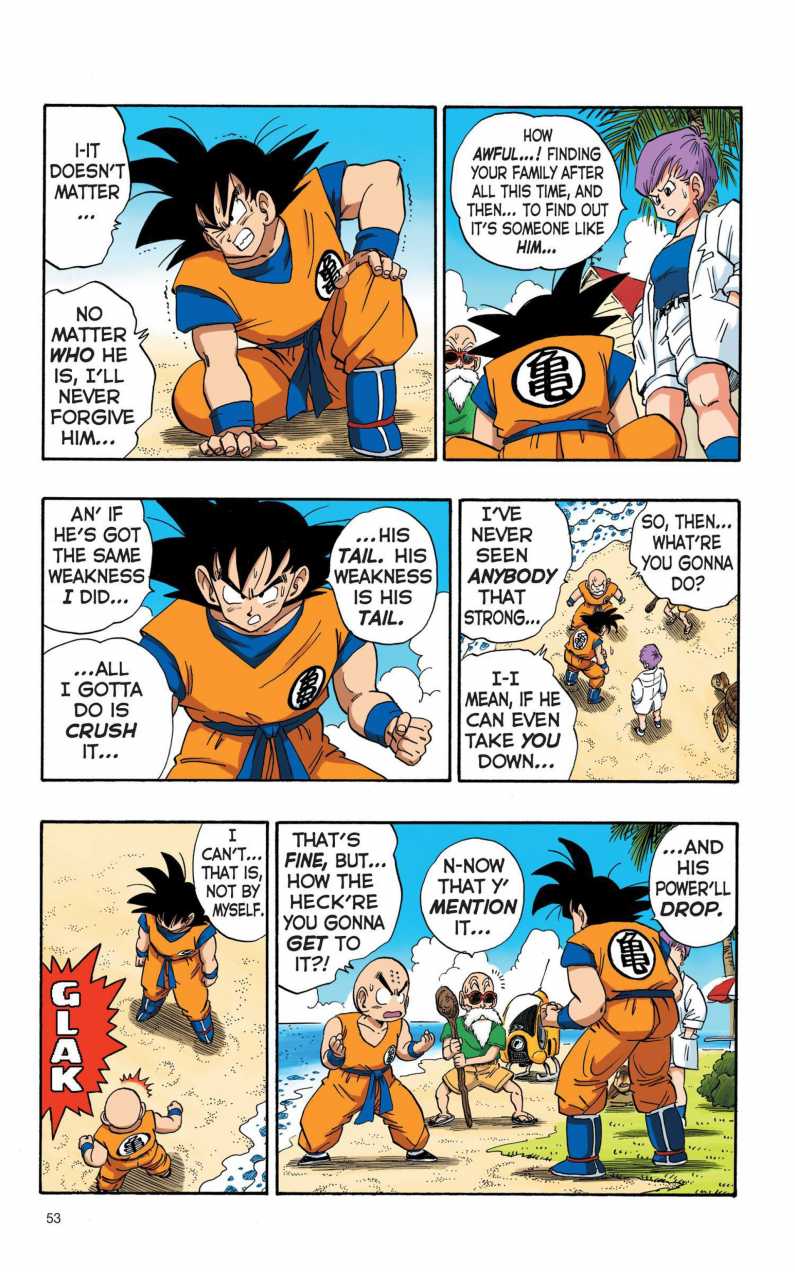 HOW
AWFUL...! FINDING
YOUR FAMILY AFTER
ALL THIS TIME, AND
THEN... TO FIND OUT
IT'S SOMEONE LIKE
HIM...
亀
I-IT
DOESN'T
MATTER
...
NO
MATTER
WHO HE
IS, I'LL
NEVER
FORGIVE
HIM...
亀
SO, THEN...
WHAT'RE
YOU GONNA
DO?
I'VE
NEVER
SEEN
ANYBODY
THAT
STRONG...
I-I
MEAN, IF HE
CAN EVEN
TAKE YOU
DOWN...
...HIS
TAIL. HIS
WEAKNESS
IS HIS
TAIL.
AN' IF
HE'S GOT
THE SAME
WEAKNESS
I DID...
...ALL
I GOTTA
DO IS
CRUSH
IT...
亀
...AND
HIS
POWER'LL
DROP.
N-NOW
THAT Y'
MENTION
IT...
THAT'S
FINE, BUT...
HOW THE
HECK'RE
YOU GONNA
GET TO
IT?!
亀
I
CAN'T...
THAT IS,
NOT BY
MYSELF.
GLAK
亀
53